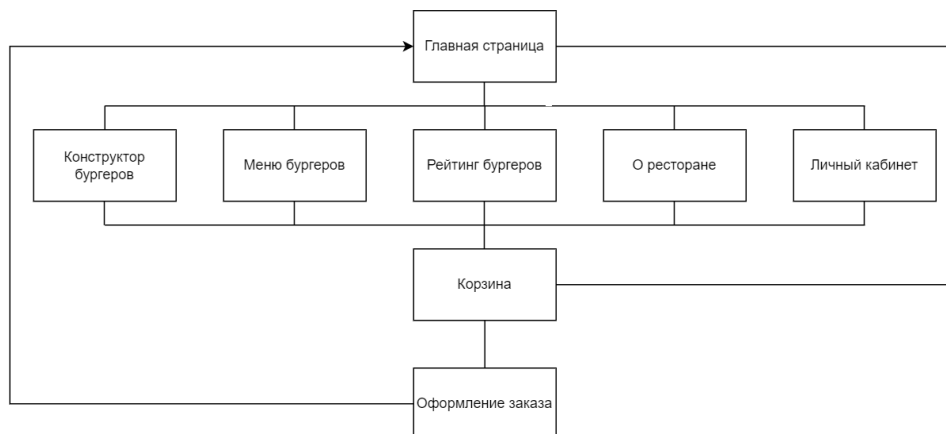 Главная страница
Конструктор
бургеров
Меню бургеров
Рейтинг бургеров
О ресторане
Личный кабинет
Корзина
Оформление заказа